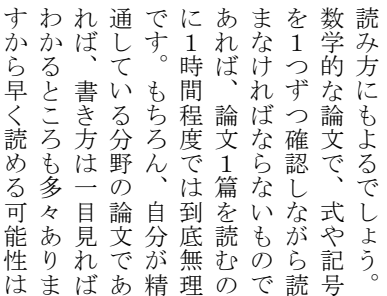 読み方にもよるでしょう。
数学的な論文で、式や記号
を1つずつ確認しながら読
まなければならないもので
あれば、論文1篇を読むの
に1時間程度では到底無理
です。もちろん、自分が精
通している分野の論文であ
れば、書き方は一目見れば
わかるところも多々ありま
すから早く読める可能性は